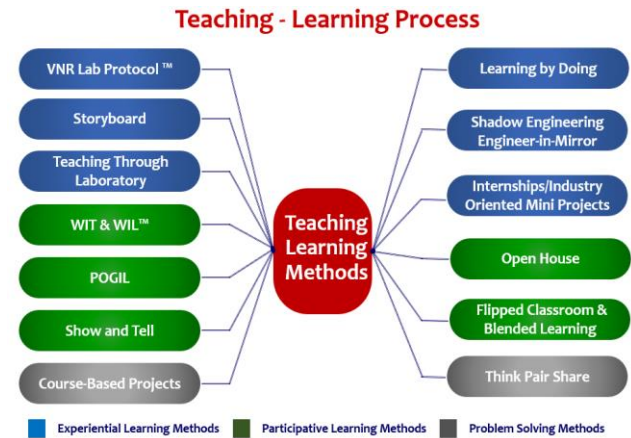 Teaching - Learning Process
VNR Lab Protocol ™
Storyboard
Teaching Through
Laboratory
WIT & WIL™
POGIL
Show and Tell
Course-Based Projects
Teaching
Learning
Methods
Learning by Doing
Shadow Engineering
Engineer-in-Mirror
Internships/Industry
Oriented Mini Projects
Open House
Flipped Classroom &
Blended Learning
Think Pair Share
Experiential Learning Methods
Participative Learning Methods
Problem Solving Methods